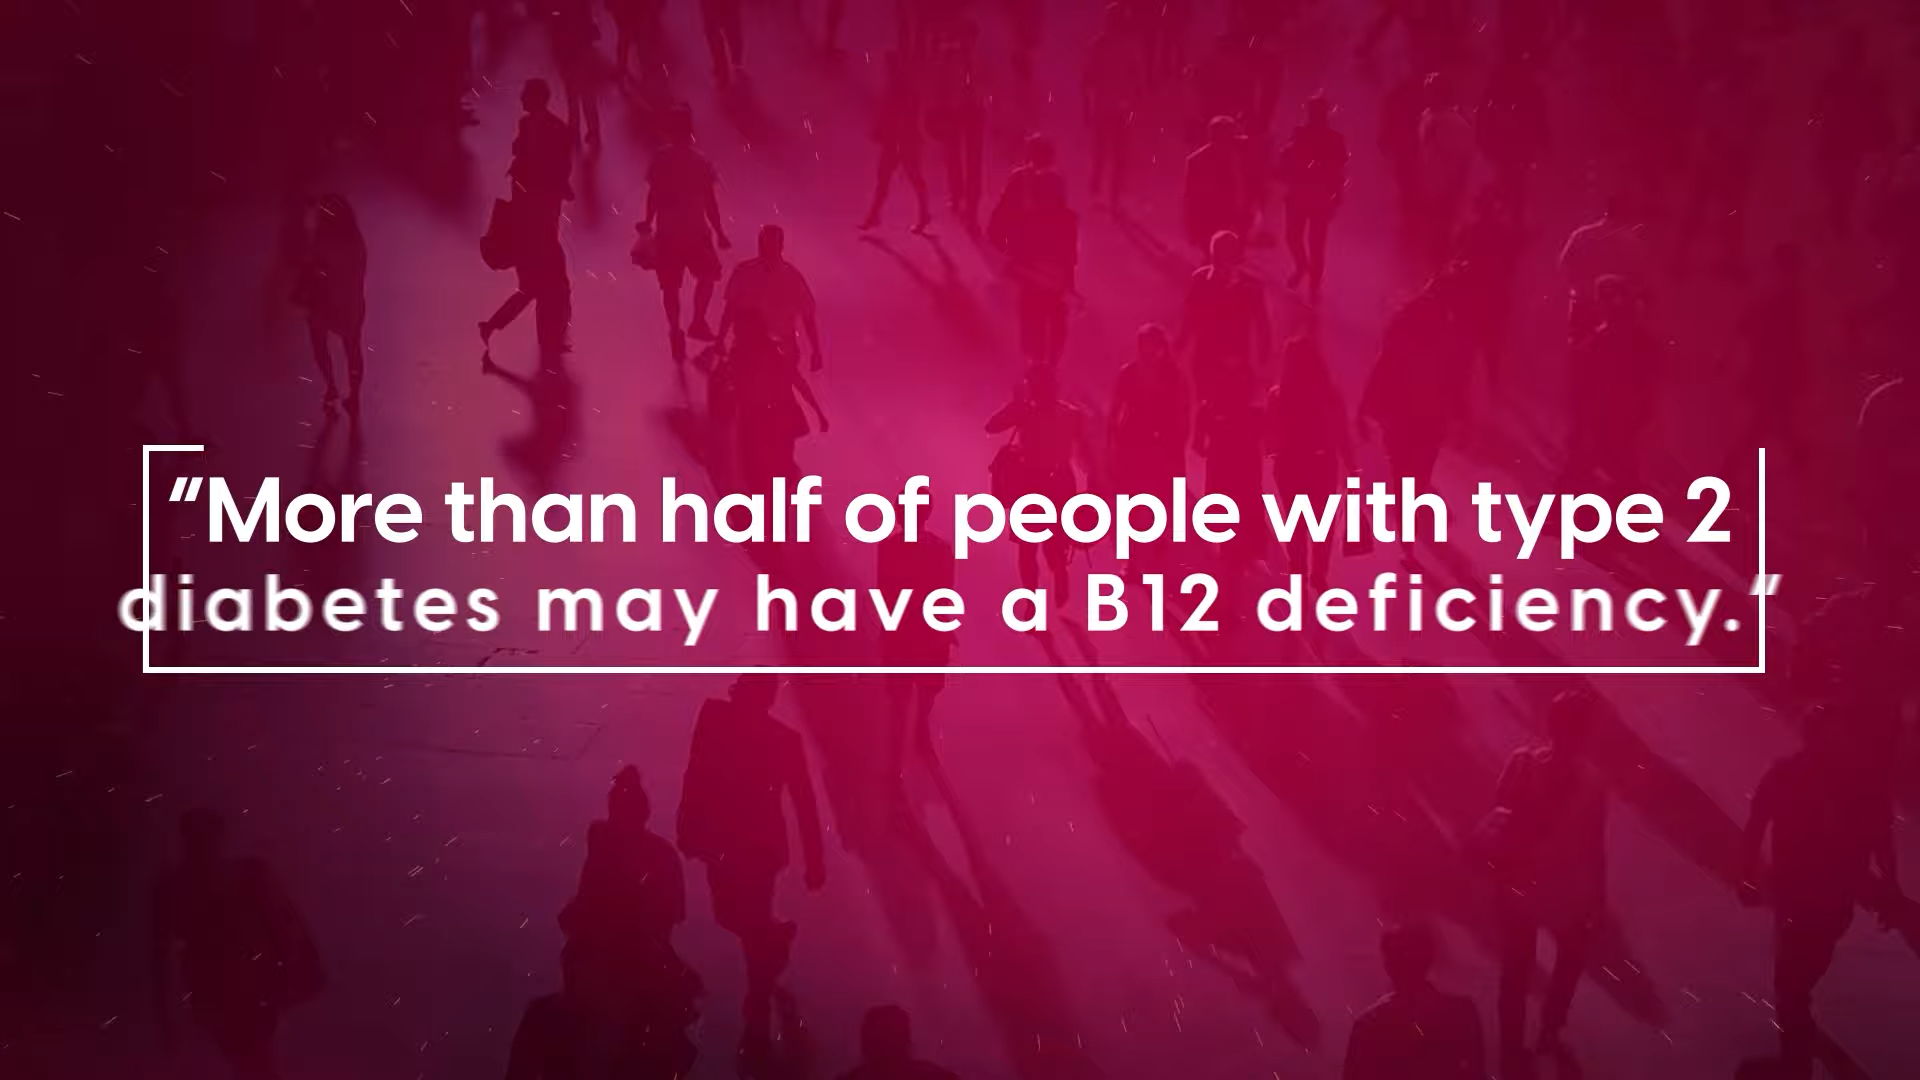 “More than half of people with type 2
diabetes may have a B12 deficiency.”